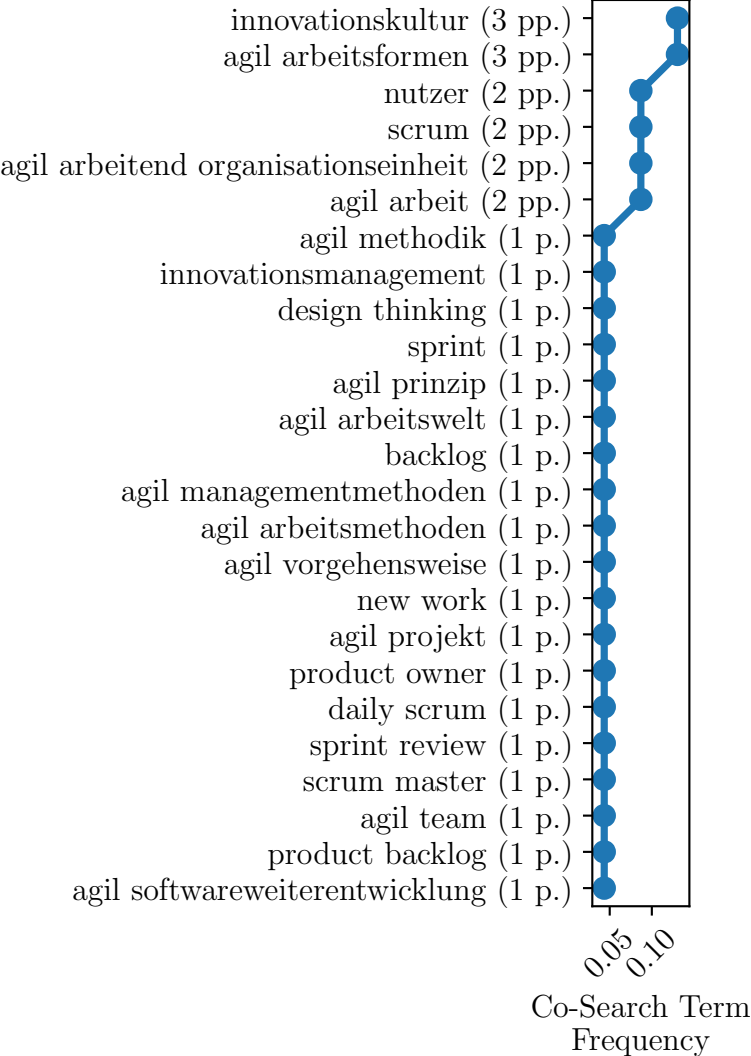 innovationskultur (3 pp.)
agil arbeitsformen (3 pp.)
nutzer (2 pp.)
scrum (2 pp.)
agil arbeitend organisationseinheit (2 pp.)
agil arbeit (2 pp.)
agil methodik (1 p.)
innovationsmanagement (1 p.)
design thinking (1 p.)
sprint (1 p.)
agil prinzip (1 p.)
agil arbeitswelt (1 p.)
backlog (1 p.)
agil managementmethoden (1 p.)
agil arbeitsmethoden (1 p.)
agil vorgehensweise (1 p.)
new work (1 p.)
agil projekt (1 p.)
product owner (1 p.)
daily scrum (1 p.)
sprint review (1 p.)
scrum master (1 p.)
agil team (1 p.)
product backlog (1 p.)
agil softwareweiterentwicklung (1 p.)
0.05 0.10
Co-Search Term
Frequency